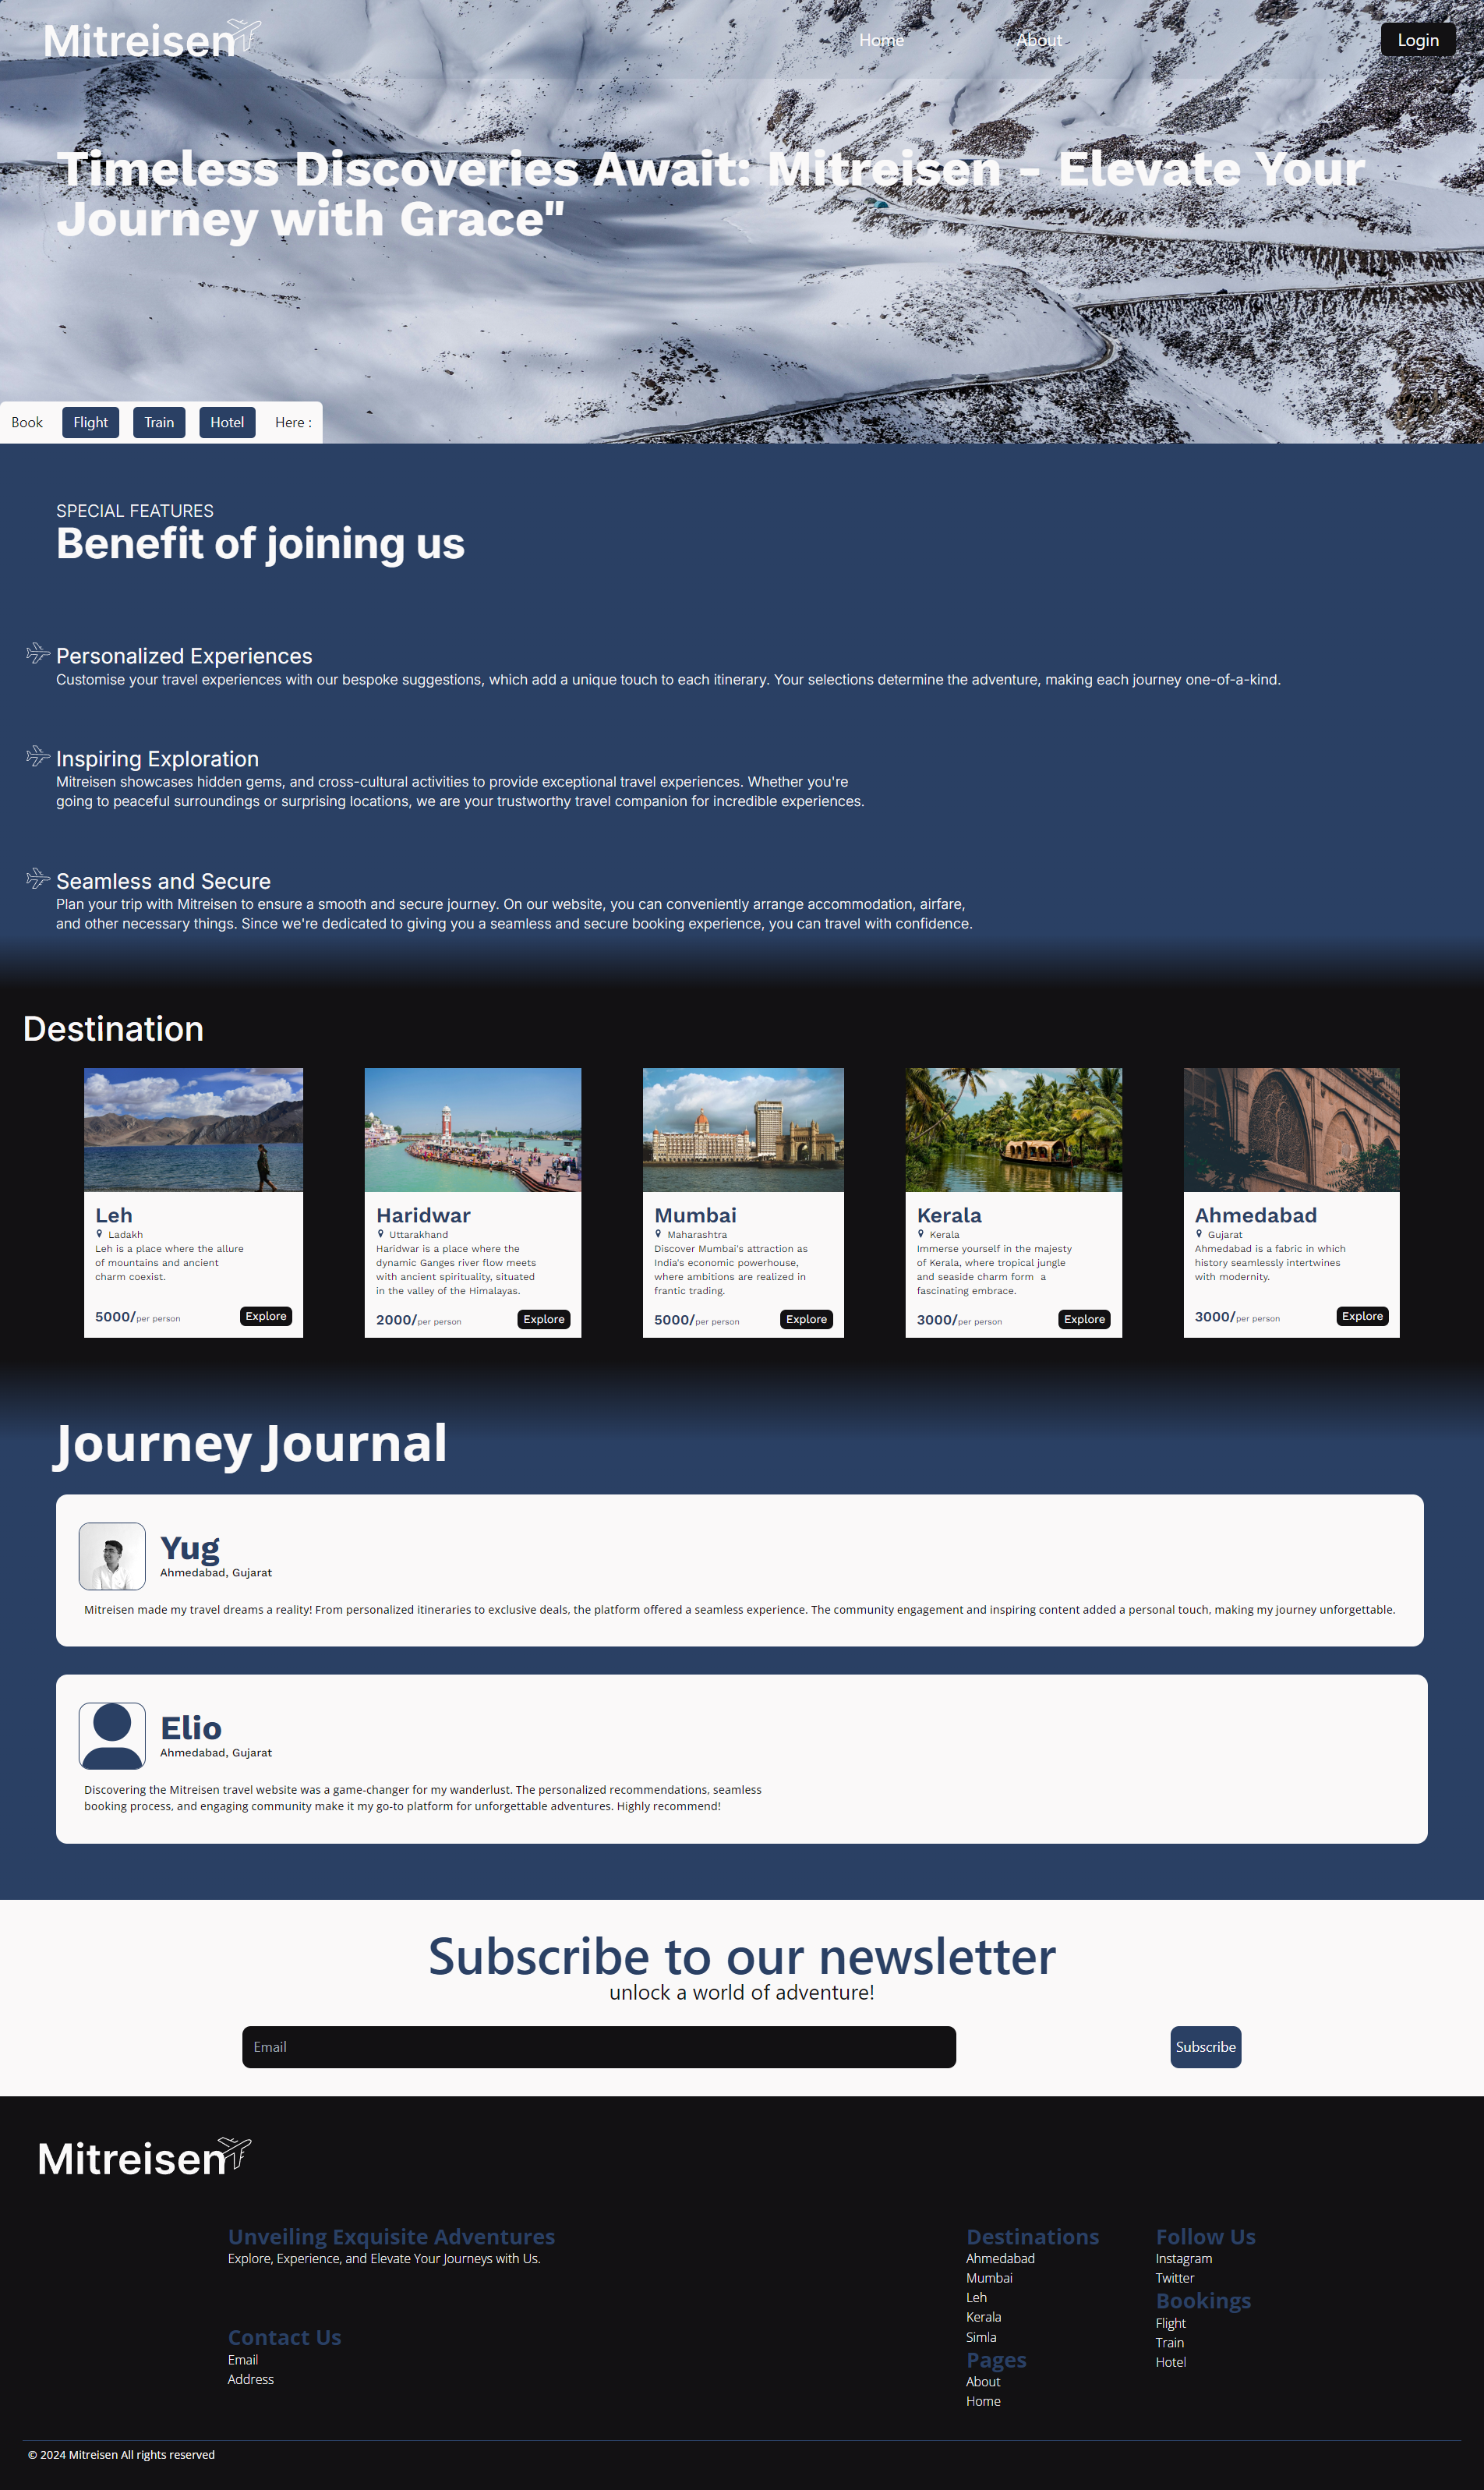 Mitreisen
Home
About
Login
Timeless Discoveries Await: Mitreisen - Elevate Your
Journey with Grace"
Book
Flight
Train
Hotel
Here :
SPECIAL FEATURES
Benefit of joining us
Personalized Experiences
Customise your travel experiences with our bespoke suggestions, which add a unique touch to each itinerary. Your selections determine the adventure, making each journey one-of-a-kind.
Inspiring Exploration
Mitreisen showcases hidden gems, and cross-cultural activities to provide exceptional travel experiences. Whether you're
going to peaceful surroundings or surprising locations, we are your trustworthy travel companion for incredible experiences.
Seamless and Secure
Plan your trip with Mitreisen to ensure a smooth and secure journey. On our website, you can conveniently arrange accommodation, airfare,
and other necessary things. Since we're dedicated to giving you a seamless and secure booking experience, you can travel with confidence.
Destination
Leh
Ladakh
Leh is a place where the allure
of mountains and ancient
charm coexist.
5000/per person
Explore
Haridwar
Uttarakhand
Haridwar is a place where the
dynamic Ganges river flow meets
with ancient spirituality, situated
in the valley of the Himalayas.
2000/per person
Explore
Mumbai
Maharashtra
Discover Mumbai's attraction as
India's economic powerhouse,
where ambitions are realized in
frantic trading.
5000/per person
Explore
Kerala
Kerala
Immerse yourself in the majesty
of Kerala, where tropical jungle
and seaside charm form a
fascinating embrace.
3000/per person
Explore
Ahmedabad
Gujarat
Ahmedabad is a fabric in which
history seamlessly intertwines
with modernity.
3000/per person
Explore
Journey Journal
Yug
Ahmedabad, Gujarat
Mitreisen made my travel dreams a reality! From personalized itineraries to exclusive deals, the platform offered a seamless experience. The community engagement and inspiring content added a personal touch, making my journey unforgettable.
Elio
Ahmedabad, Gujarat
Discovering the Mitreisen travel website was a game-changer for my wanderlust. The personalized recommendations, seamless
booking process, and engaging community make it my go-to platform for unforgettable adventures. Highly recommend!
Subscribe to our newsletter
unlock a world of adventure!
Email
Subscribe
Mitreisen
Unveiling Exquisite Adventures
Explore, Experience, and Elevate Your Journeys with Us.
Contact Us
Email
Address
Destinations
Ahmedabad
Mumbai
Leh
Kerala
Simla
Pages
About
Home
Follow Us
Instagram
Twitter
Bookings
Flight
Train
Hotel
© 2024 Mitreisen All rights reserved